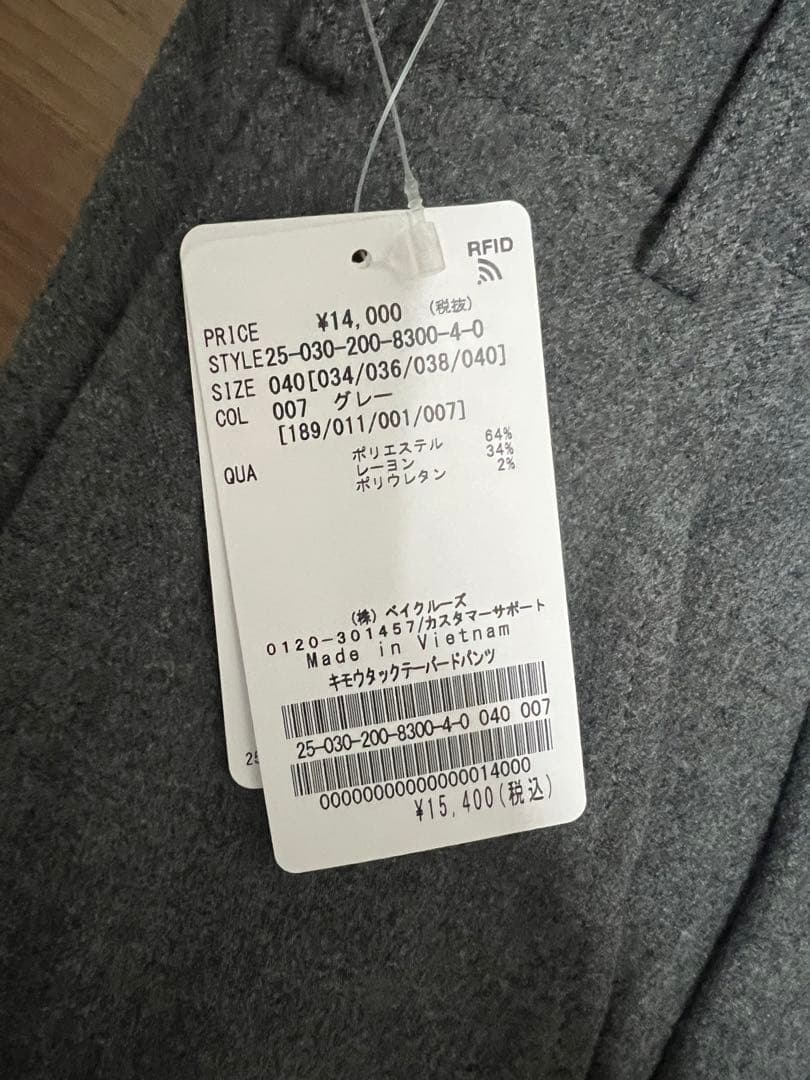 RFID
PRICE ¥14,000 (税抜)
STYLE25-030-200-8300-4-0
SIZE 040[034/036/038/040]
COL 007 グレー
[189/011/001/007]
QUA ポリエステル 64%
レーヨン 34%
ポリウレタン 2%
(株) ベイクルーズ
0120-301457/カスタマーサポート
Made in Vietnam
キモウタックテーパードパンツ
25-030-200-8300-4-0 040 007
00000000000000014000
¥15,400(税込)
25